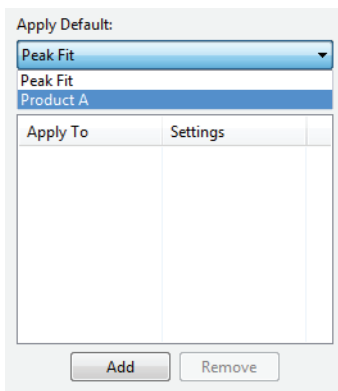 Apply Default:
Peak Fit
Peak Fit
Product A
Apply To Settings
Add Remove